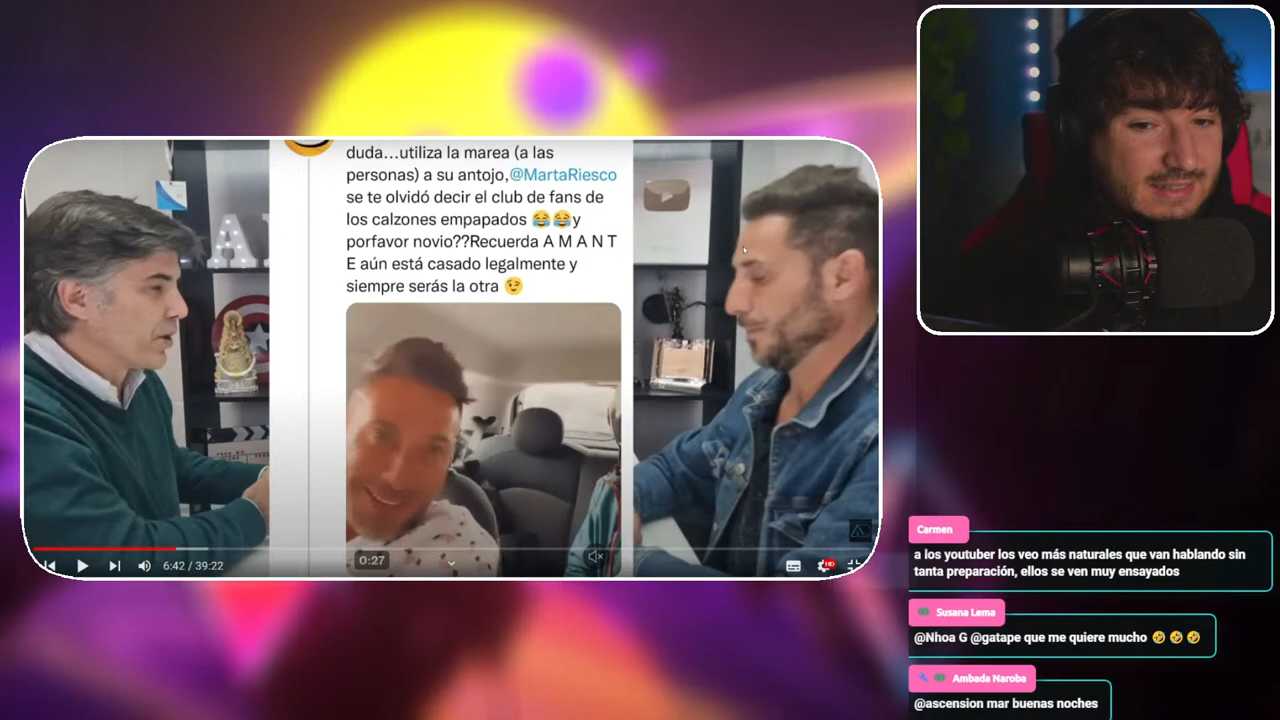 duda...utiliza la marea (a las
personas) a su antojo,@MartaRiesco
se te olvidó decir el club de fans de
los calzones empapados 😂😂y
porfavor novio??Recuerda A M A N T
E aún está casado legalmente y
siempre serás la otra 😉
A
0:27
6:42 / 39:22
HD
Carmen
a los youtuber los veo más naturales que van hablando sin
tanta preparación, ellos se ven muy ensayados
Susana Lema
@Nhoa G @gatape que me quiere mucho 🤣 🤣 🤣
Ambada Naroba
@ascension mar buenas noches